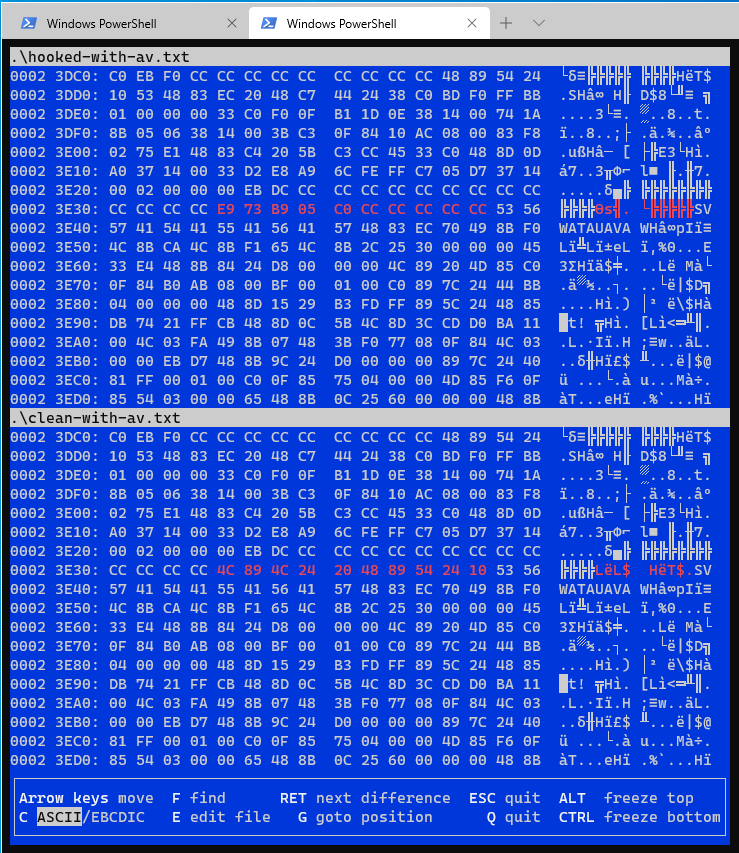 Windows PowerShell
Windows PowerShell
.\hooked-with-av.txt
0002 3DC0: C0 EB F0 CC CC CC CC CC  CC CC CC CC 48 89 54 24  └δ≡╠╠╠╠╠ ╠╠╠╠HëT$
0002 3DD0: 10 53 48 83 EC 20 48 C7  44 24 38 C0 BD F0 FF BB  .SHâ∞ H╟ D$8└╜≡ ╗
0002 3DE0: 01 00 00 00 33 C0 F0 0F  B1 1D 0E 38 14 00 74 1A  ....3└≡. ▒..8..t.
0002 3DF0: 8B 05 06 38 14 00 3B C3  0F 84 10 AC 08 00 83 F8  ï..8..;├ .ä.¼..â°
0002 3E00: 02 75 E1 48 83 C4 20 5B  C3 CC 45 33 C0 48 8D 0D  .ußHâ─ [ ├╠E3└Hì.
0002 3E10: A0 37 14 00 33 D2 E8 A9  6C FE FF C7 05 D7 37 14  á7..3╥Φ⌐ l■ ╟.╫7.
0002 3E20: 00 02 00 00 00 EB DC CC  CC CC CC CC CC CC CC CC  .....δ▄╠ ╠╠╠╠╠╠╠╠
0002 3E30: CC CC CC CC E9 73 B9 05  C0 CC CC CC CC CC 53 56  ╠╠╠╠Θs╣. └╠╠╠╠╠SV
0002 3E40: 57 41 54 41 55 41 56 41  57 48 83 EC 70 49 8B F0  WATAUAVA WHâ∞pIï≡
0002 3E50: 4C 8B CA 4C 8B F1 65 4C  8B 2C 25 30 00 00 00 45  Lï╩Lï±eL ï,%0...E
0002 3E60: 33 E4 48 8B 84 24 D8 00  00 00 4C 89 20 4D 85 C0  3ΣHïä$╪. ..Lë Mà└
0002 3E70: 0F 84 B0 AB 08 00 BF 00  01 00 C0 89 7C 24 44 BB  .ä░½..┐. ..└ë|$D╗
0002 3E80: 04 00 00 00 48 8D 15 29  B3 FD FF 89 5C 24 48 85  ....Hì.) │² ë\$Hà
0002 3E90: DB 74 21 FF CB 48 8D 0C  5B 4C 8D 3C CD D0 BA 11  █t! ╦Hì. [Lì<═╨║.
0002 3EA0: 00 4C 03 FA 49 8B 07 48  3B F0 77 08 0F 84 4C 03  .L.·Iï.H ;≡w..äL.
0002 3EB0: 00 00 EB D7 48 8B 9C 24  D0 00 00 00 89 7C 24 40  ..δ╫Hï£$ ╨...ë|$@
0002 3EC0: 81 FF 00 01 00 C0 0F 85  75 04 00 00 4D 85 F6 0F  ü ...└.à u...Mà÷.
0002 3ED0: 85 54 03 00 00 65 48 8B  0C 25 60 00 00 00 48 8B  àT...eHï .%`...Hï
.\clean-with-av.txt
0002 3DC0: C0 EB F0 CC CC CC CC CC  CC CC CC CC 48 89 54 24  └δ≡╠╠╠╠╠ ╠╠╠╠HëT$
0002 3DD0: 10 53 48 83 EC 20 48 C7  44 24 38 C0 BD F0 FF BB  .SHâ∞ H╟ D$8└╜≡ ╗
0002 3DE0: 01 00 00 00 33 C0 F0 0F  B1 1D 0E 38 14 00 74 1A  ....3└≡. ▒..8..t.
0002 3DF0: 8B 05 06 38 14 00 3B C3  0F 84 10 AC 08 00 83 F8  ï..8..;├ .ä.¼..â°
0002 3E00: 02 75 E1 48 83 C4 20 5B  C3 CC 45 33 C0 48 8D 0D  .ußHâ─ [ ├╠E3└Hì.
0002 3E10: A0 37 14 00 33 D2 E8 A9  6C FE FF C7 05 D7 37 14  á7..3╥Φ⌐ l■ ╟.╫7.
0002 3E20: 00 02 00 00 00 EB DC CC  CC CC CC CC CC CC CC CC  .....δ▄╠ ╠╠╠╠╠╠╠╠
0002 3E30: CC CC CC CC 4C 89 4C 24  20 48 89 54 24 10 53 56  ╠╠╠╠LëL$  HëT$.SV
0002 3E40: 57 41 54 41 55 41 56 41  57 48 83 EC 70 49 8B F0  WATAUAVA WHâ∞pIï≡
0002 3E50: 4C 8B CA 4C 8B F1 65 4C  8B 2C 25 30 00 00 00 45  Lï╩Lï±eL ï,%0...E
0002 3E60: 33 E4 48 8B 84 24 D8 00  00 00 4C 89 20 4D 85 C0  3ΣHïä$╪. ..Lë Mà└
0002 3E70: 0F 84 B0 AB 08 00 BF 00  01 00 C0 89 7C 24 44 BB  .ä░½..┐. ..└ë|$D╗
0002 3E80: 04 00 00 00 48 8D 15 29  B3 FD FF 89 5C 24 48 85  ....Hì.) │² ë\$Hà
0002 3E90: DB 74 21 FF CB 48 8D 0C  5B 4C 8D 3C CD D0 BA 11  █t! ╦Hì. [Lì<═╨║.
0002 3EA0: 00 4C 03 FA 49 8B 07 48  3B F0 77 08 0F 84 4C 03  .L.·Iï.H ;≡w..äL.
0002 3EB0: 00 00 EB D7 48 8B 9C 24  D0 00 00 00 89 7C 24 40  ..δ╫Hï£$ ╨...ë|$@
0002 3EC0: 81 FF 00 01 00 C0 0F 85  75 04 00 00 4D 85 F6 0F  ü ...└.à u...Mà÷.
0002 3ED0: 85 54 03 00 00 65 48 8B  0C 25 60 00 00 00 48 8B  àT...eHï .%`...Hï
Arrow keys move  F find      RET next difference  ESC quit  ALT  freeze top
C ASCII/EBCDIC   E edit file   G goto position      Q quit  CTRL freeze bottom